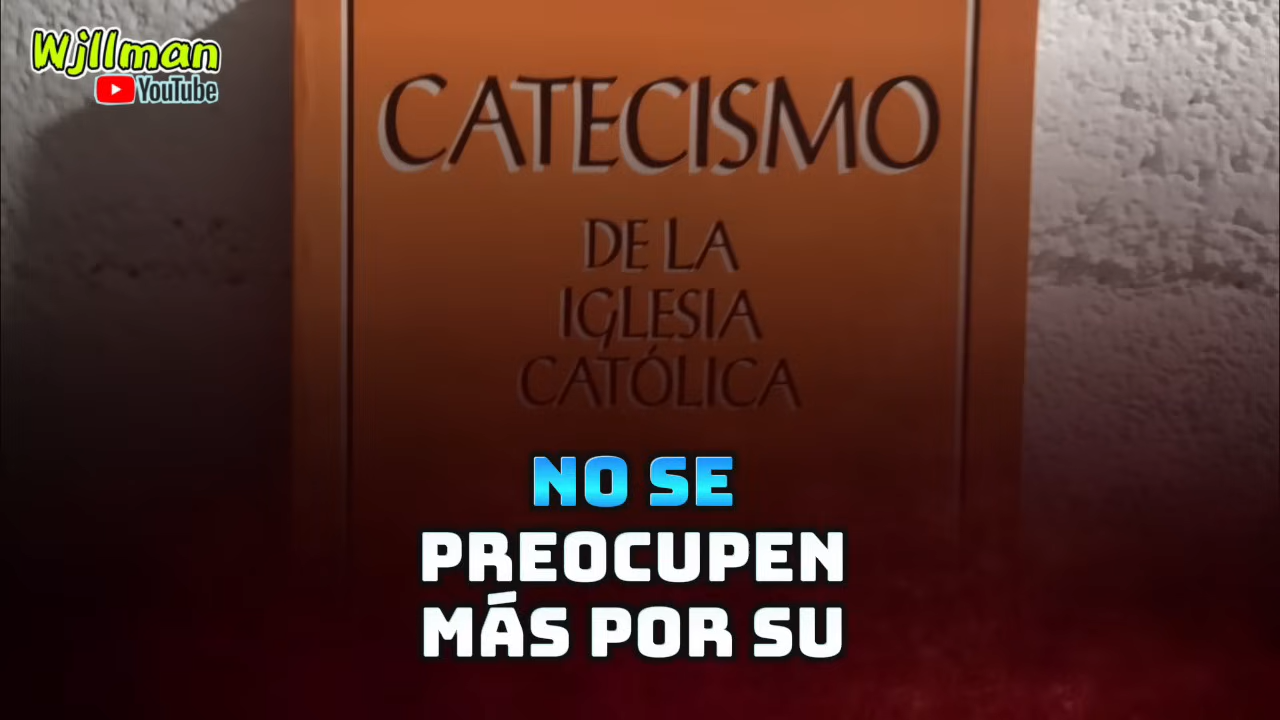 Wjllman
YouTube
CATECISMO
DE LA
IGLESIA
CATÓLICA
NO SE
PREOCUPEN
MÁS POR SU